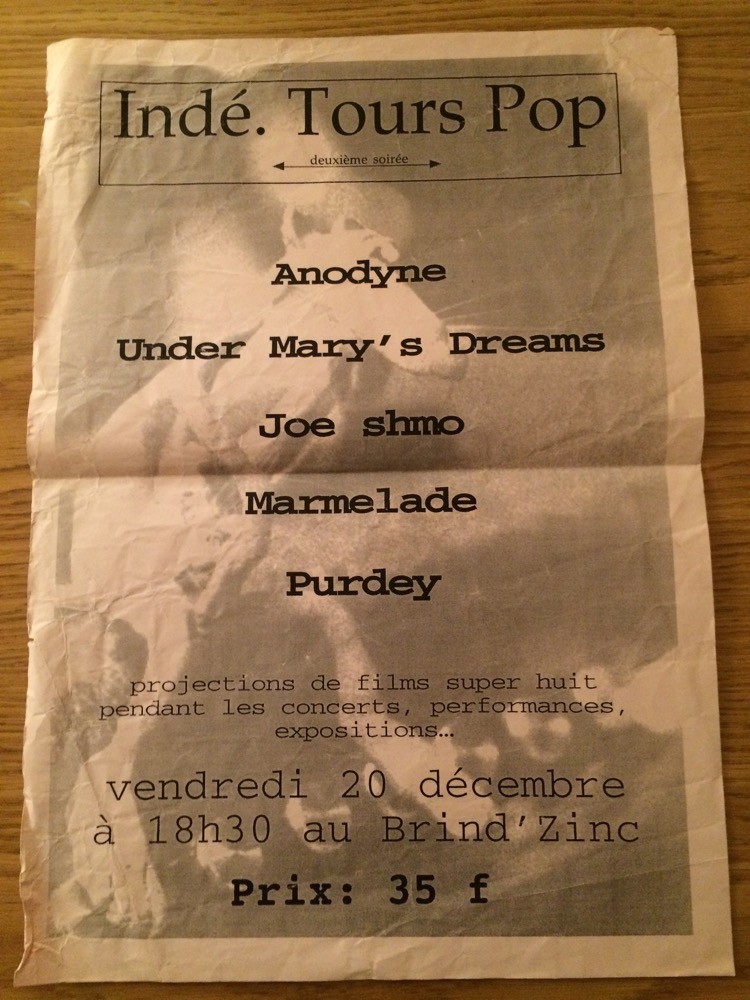 Indé. Tours Pop
deuxième soirée
Anodyne
Under Mary's Dreams
Joe shmo
Marmelade
Purdey
projections de films super huit
pendant les concerts, performances,
expositions…
vendredi 20 décembre
à 18h30 au Brind'Zinc
Prix: 35 f